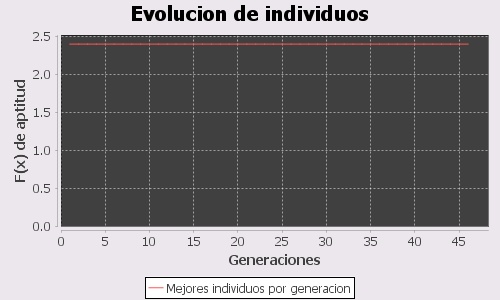 Evolucion de individuos
F(x) de aptitud
2.5
2.0
1.5
1.0
0.5
0.0
0 5 10 15 20 25 30 35 40 45
Generaciones
Mejores individuos por generacion